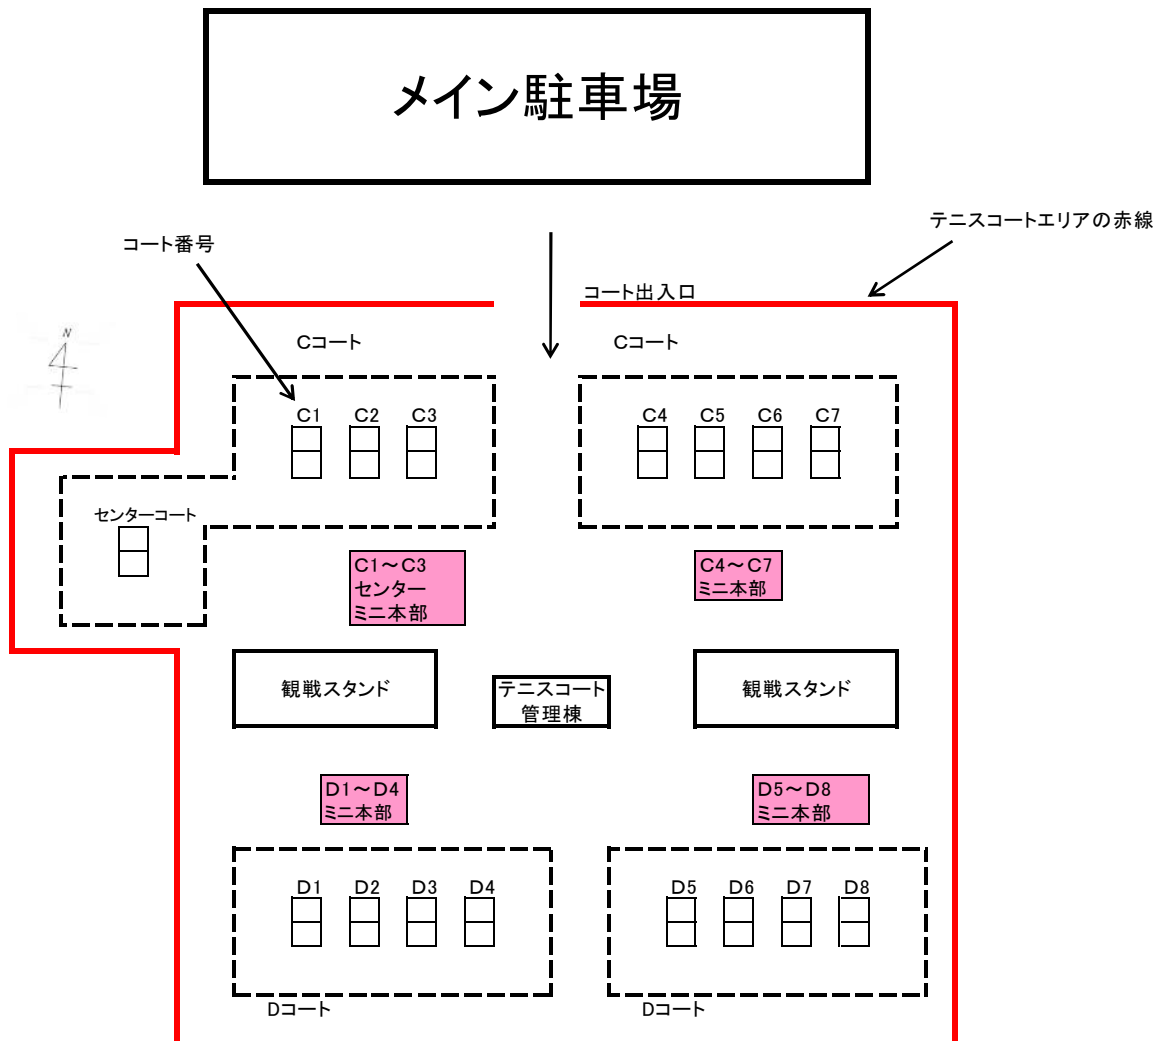 メイン駐車場
テニスコートエリアの赤線
コート番号
コート出入口
N
Cコート
Cコート
C1 C2 C3
C4 C5 C6 C7
センターコート
C1～C3
センター
ミニ本部
C4～C7
ミニ本部
観戦スタンド
テニスコート
管理棟
観戦スタンド
D1～D4
ミニ本部
D5～D8
ミニ本部
D1 D2 D3 D4
D5 D6 D7 D8
Dコート
Dコート